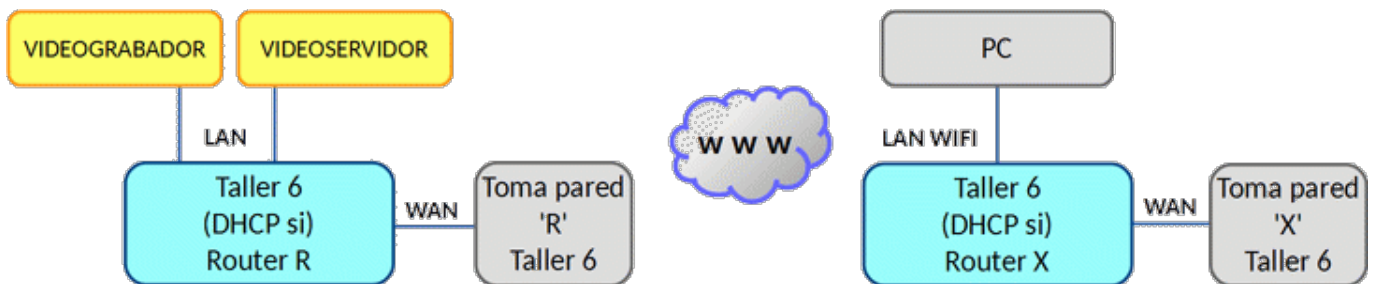 VIDEOGRABADOR
VIDEOSERVIDOR
LAN
Taller 6
(DHCP si)
Router R
WAN
Toma pared
'R'
Taller 6
W W W
PC
LAN WIFI
Taller 6
(DHCP si)
Router X
WAN
Toma pared
'X'
Taller 6